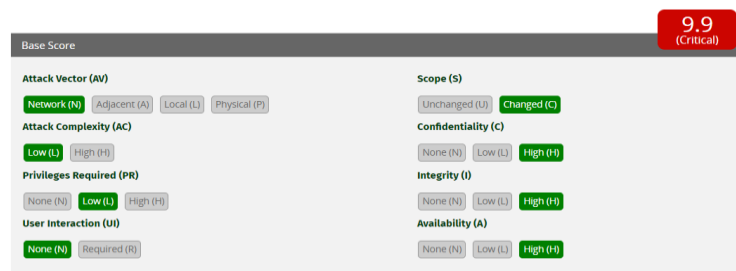 9.9
(Critical)
Base Score
Attack Vector (AV)
Network (N) Adjacent (A) Local (L) Physical (P)
Attack Complexity (AC)
Low (L) High (H)
Privileges Required (PR)
None (N) Low (L) High (H)
User Interaction (UI)
None (N) Required (R)
Scope (S)
Unchanged (U) Changed (C)
Confidentiality (C)
None (N) Low (L) High (H)
Integrity (I)
None (N) Low (L) High (H)
Availability (A)
None (N) Low (L) High (H)